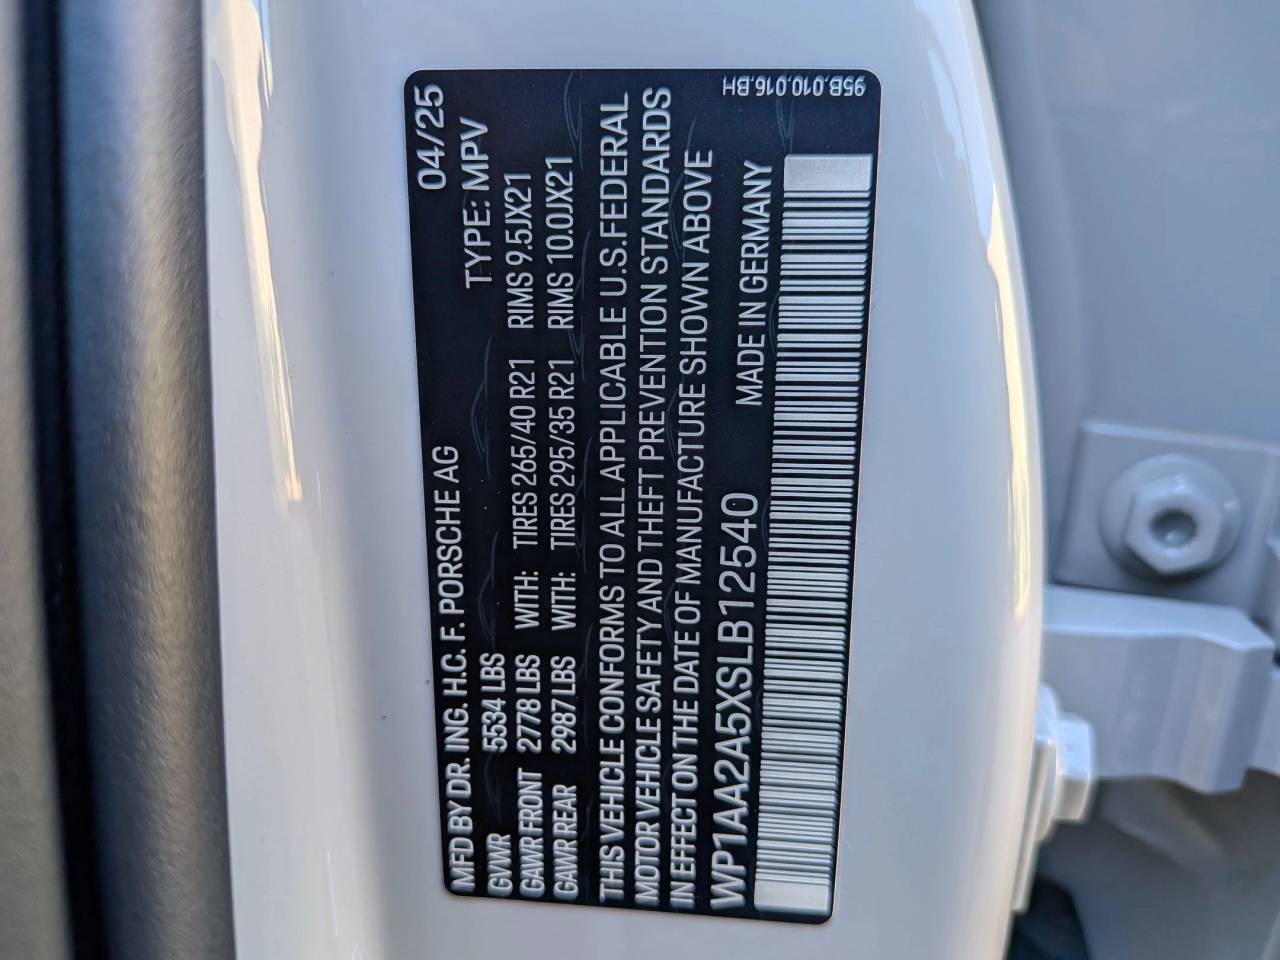 MFD BY DR. ING. H.C. F. PORSCHE AG 04/25
GVWR 5534 LBS TYPE: MPV
GAWR FRONT 2778 LBS WITH: TIRES 265/40 R21 RIMS 9.5JX21
GAWR REAR 2987 LBS WITH: TIRES 295/35 R21 RIMS 10.0JX21
THIS VEHICLE CONFORMS TO ALL APPLICABLE U.S.FEDERAL
MOTOR VEHICLE SAFETY AND THEFT PREVENTION STANDARDS
IN EFFECT ON THE DATE OF MANUFACTURE SHOWN ABOVE
WP1AA2A5XSLB12540 MADE IN GERMANY
95B.010.016.BH